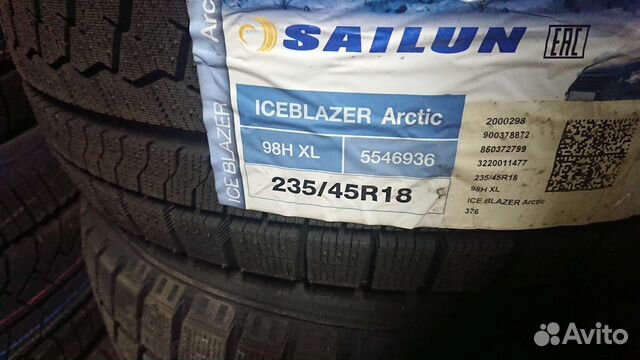 SAILUN
EAC
ICEBLAZER Arctic
98H XL
5546936
235/45R18
ICE BLAZER Arc
2000298
900378872
850372799
3220011477
235/45R18
98H XL
ICE BLAZER Arctic
376
Avito